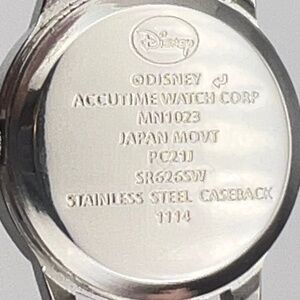 Disney
©DISNEY
ACCUTIME WATCH CORP
MN1023
JAPAN MOVT
PC21J
SR626SW
STAINLESS STEEL CASEBACK
1114